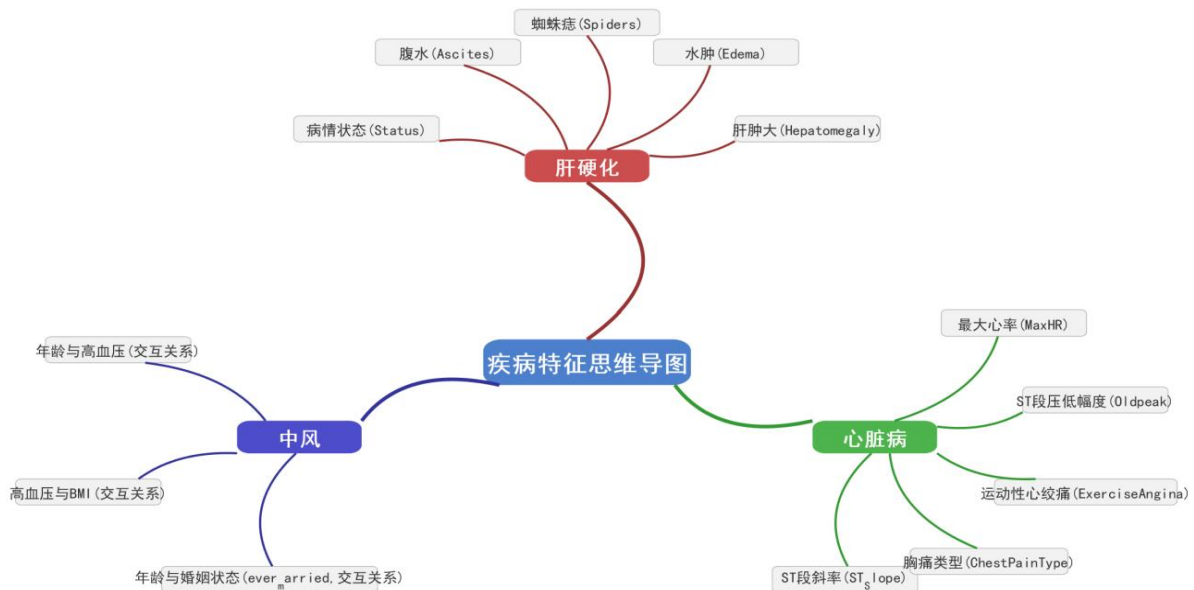 蜘蛛痣(Spiders)
腹水(Ascites)
水肿(Edema)
病情状态(Status)
肝肿大(Hepatomegaly)
肝硬化
最大心率(MaxHR)
年龄与高血压(交互关系)
疾病特征思维导图
ST段压低幅度(Oldpeak)
中风
心脏病
高血压与BMI(交互关系)
运动性心绞痛(ExerciseAngina)
胸痛类型(ChestPainType)
年龄与婚姻状态(ever_married,交互关系)
ST段斜率(ST_Slope)